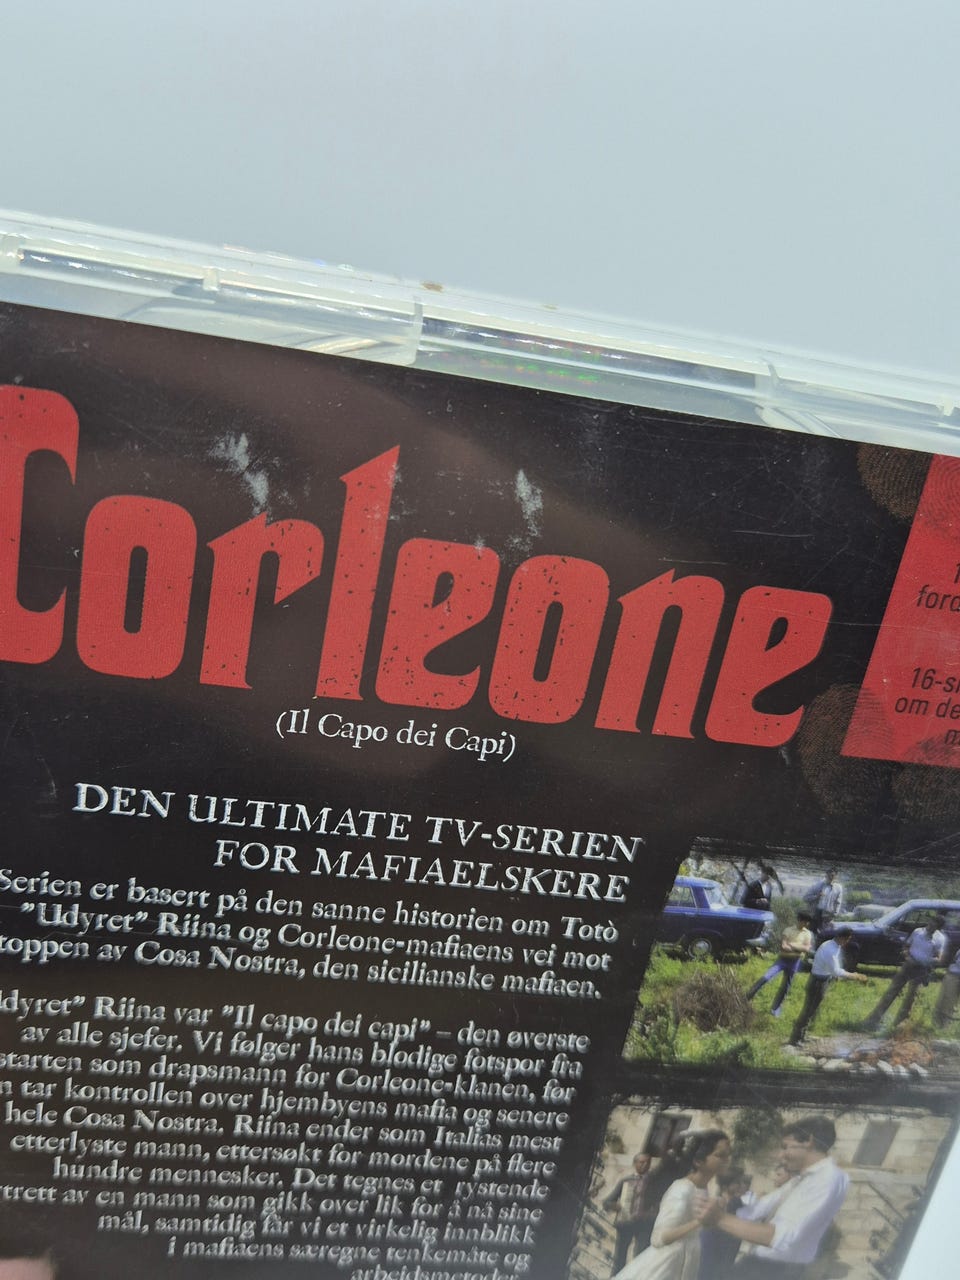 Corleone
(Il Capo dei Capi)
DEN ULTIMATE TV-SERIEN
FOR MAFIAELSKERE
Serien er basert på den sanne historien om Totò
"Udyret" Riina og Corleone-mafiaens vei mot
toppen av Cosa Nostra, den sicilianske mafiaen.
Udyret" Riina var "Il capo dei capi" – den øverste
av alle sjefer. Vi følger hans blodige fotspor fra
starten som drapsmann for Corleone-klanen, før
tar kontrollen over hjembyens mafia og senere
hele Cosa Nostra. Riina ender som Italias mest
etterlyste mann, ettersøkt for mordene på flere
hundre mennesker. Det tegnes et rystende
av en mann som gikk over lik for å nå sine
mål, samtidig får vi et virkelig innblikk
i mafiaens særegne tenkemåte og
arbeidsmetoder.
om de